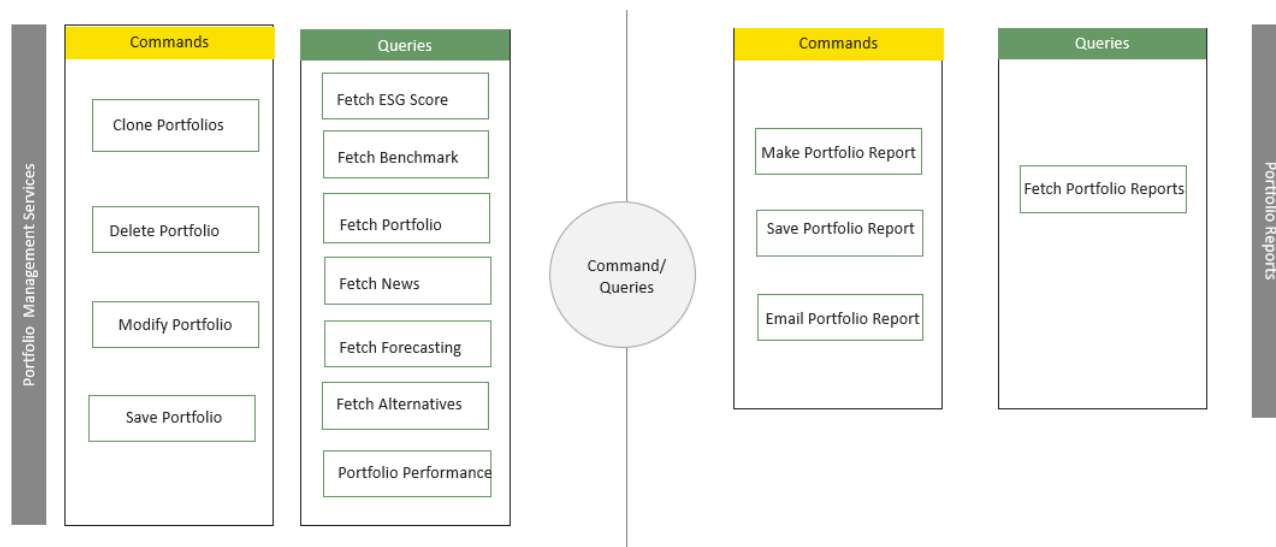 Portfolio Management Services
Commands
Clone Portfolios
Delete Portfolio
Modify Portfolio
Save Portfolio
Queries
Fetch ESG Score
Fetch Benchmark
Fetch Portfolio
Fetch News
Fetch Forecasting
Fetch Alternatives
Portfolio Performance
Command/
Queries
Commands
Make Portfolio Report
Save Portfolio Report
Email Portfolio Report
Queries
Fetch Portfolio Reports
Portfolio Reports